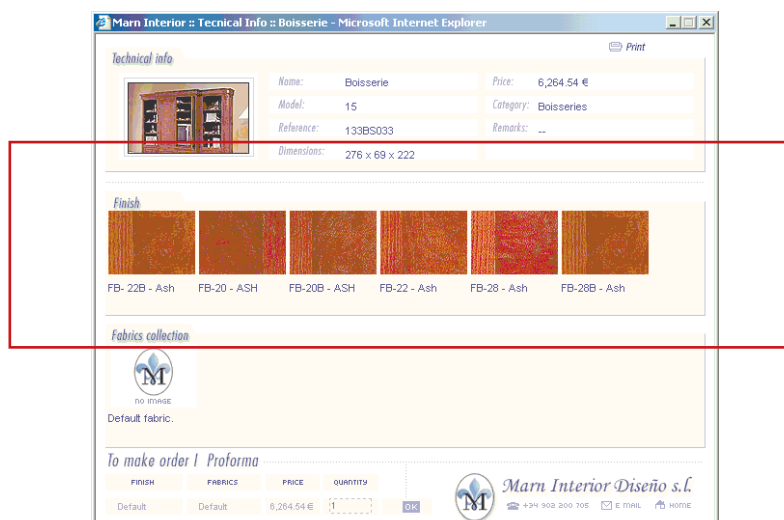 Marn Interior :: Tecnical Info :: Boisserie - Microsoft Internet Explorer
Print
Technical info
Name: Boisserie Price: 6,264.54 €
Model: 15 Category: Boisseries
Reference: 133BS033 Remarks: --
Dimensions: 276 x 69 x 222
Finish
FB- 22B - Ash FB-20 - ASH FB-20B - ASH FB-22 - Ash FB-28 - Ash FB-28B - Ash
Fabrics collection
M
NO IMAGE
Default fabric.
To make order | Proforma
FINISH FABRICS PRICE QUANTITY
Default Default 6,264.54 € 1 OK
M
Marn Interior Diseño s.l.
+34 902 200 705 E MAIL HOME